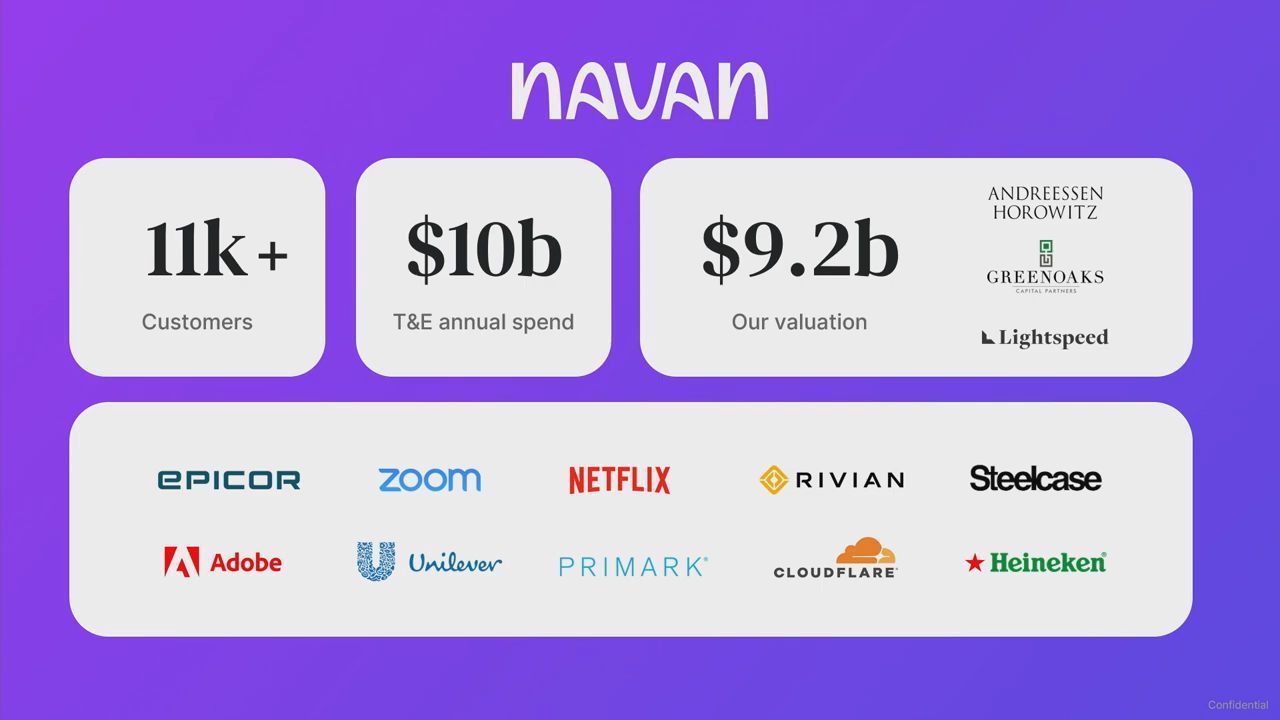 navan
11k+
Customers
$10b
T&E annual spend
$9.2b
Our valuation
ANDREESSEN
HOROWITZ
GREENOAKS
CAPITAL PARTNERS
Lightspeed
EPICOR
zoom
NETFLIX
RIVIAN
Steelcase
Adobe
Unilever
PRIMARK®
CLOUDFLARE®
Heineken®
Confidential